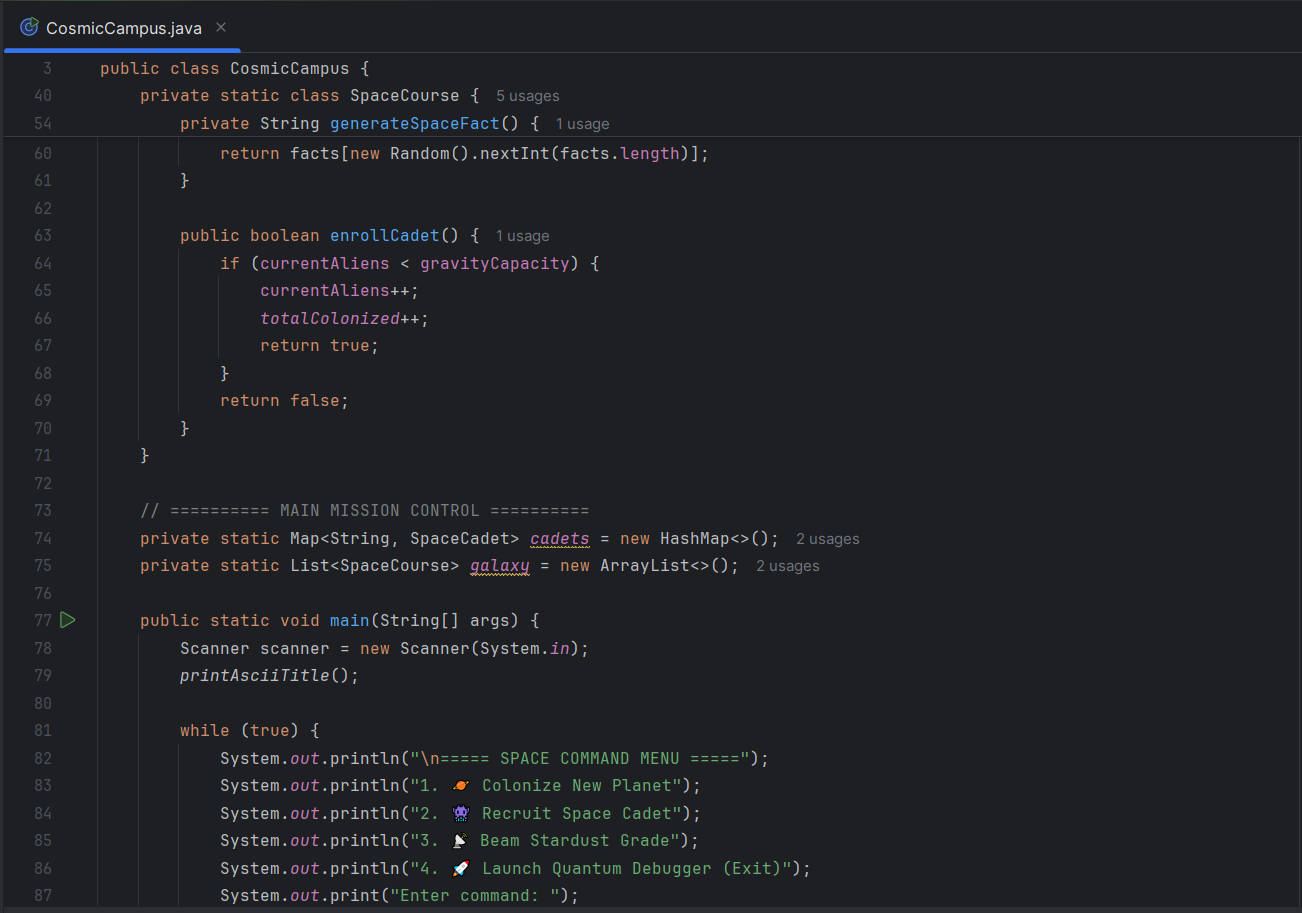 CosmicCampus.java
3 public class CosmicCampus {
40 private static class SpaceCourse { 5 usages
54 private String generateSpaceFact() { 1 usage
60 return facts[new Random().nextInt(facts.length)];
61 }
62
63 public boolean enrollCadet() { 1 usage
64 if (currentAliens < gravityCapacity) {
65 currentAliens++;
66 totalColonized++;
67 return true;
68 }
69 return false;
70 }
71 }
72
73 // ========== MAIN MISSION CONTROL ==========
74 private static Map<String, SpaceCadet> cadets = new HashMap<>(); 2 usages
75 private static List<SpaceCourse> galaxy = new ArrayList<>(); 2 usages
76
77 public static void main(String[] args) {
78 Scanner scanner = new Scanner(System.in);
79 printAsciiTitle();
80
81 while (true) {
82 System.out.println("\n===== SPACE COMMAND MENU =====");
83 System.out.println("1. 🪐 Colonize New Planet");
84 System.out.println("2. 👾 Recruit Space Cadet");
85 System.out.println("3. 📡 Beam Stardust Grade");
86 System.out.println("4. 🚀 Launch Quantum Debugger (Exit)");
87 System.out.print("Enter command: ");